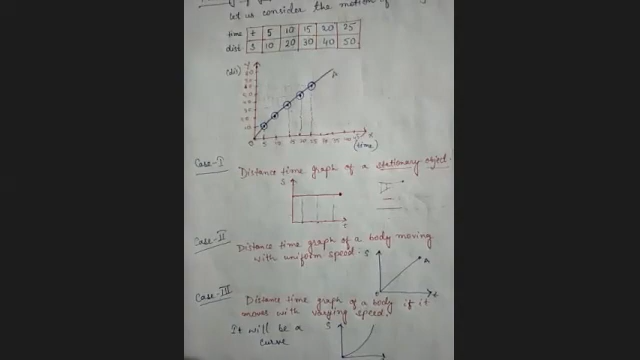 Let us consider the motion of
time t 5 10 15 20 25
dist s 10 20 30 40 50
(dis)
Y
A
X
(time)
Case-I Distance time graph of a stationary object.
S
t
Case-II Distance time graph of a body moving
with uniform speed.
S
A
t
Case-III Distance time graph of a body if it
moves with varying speed.
It will be a
curve
S